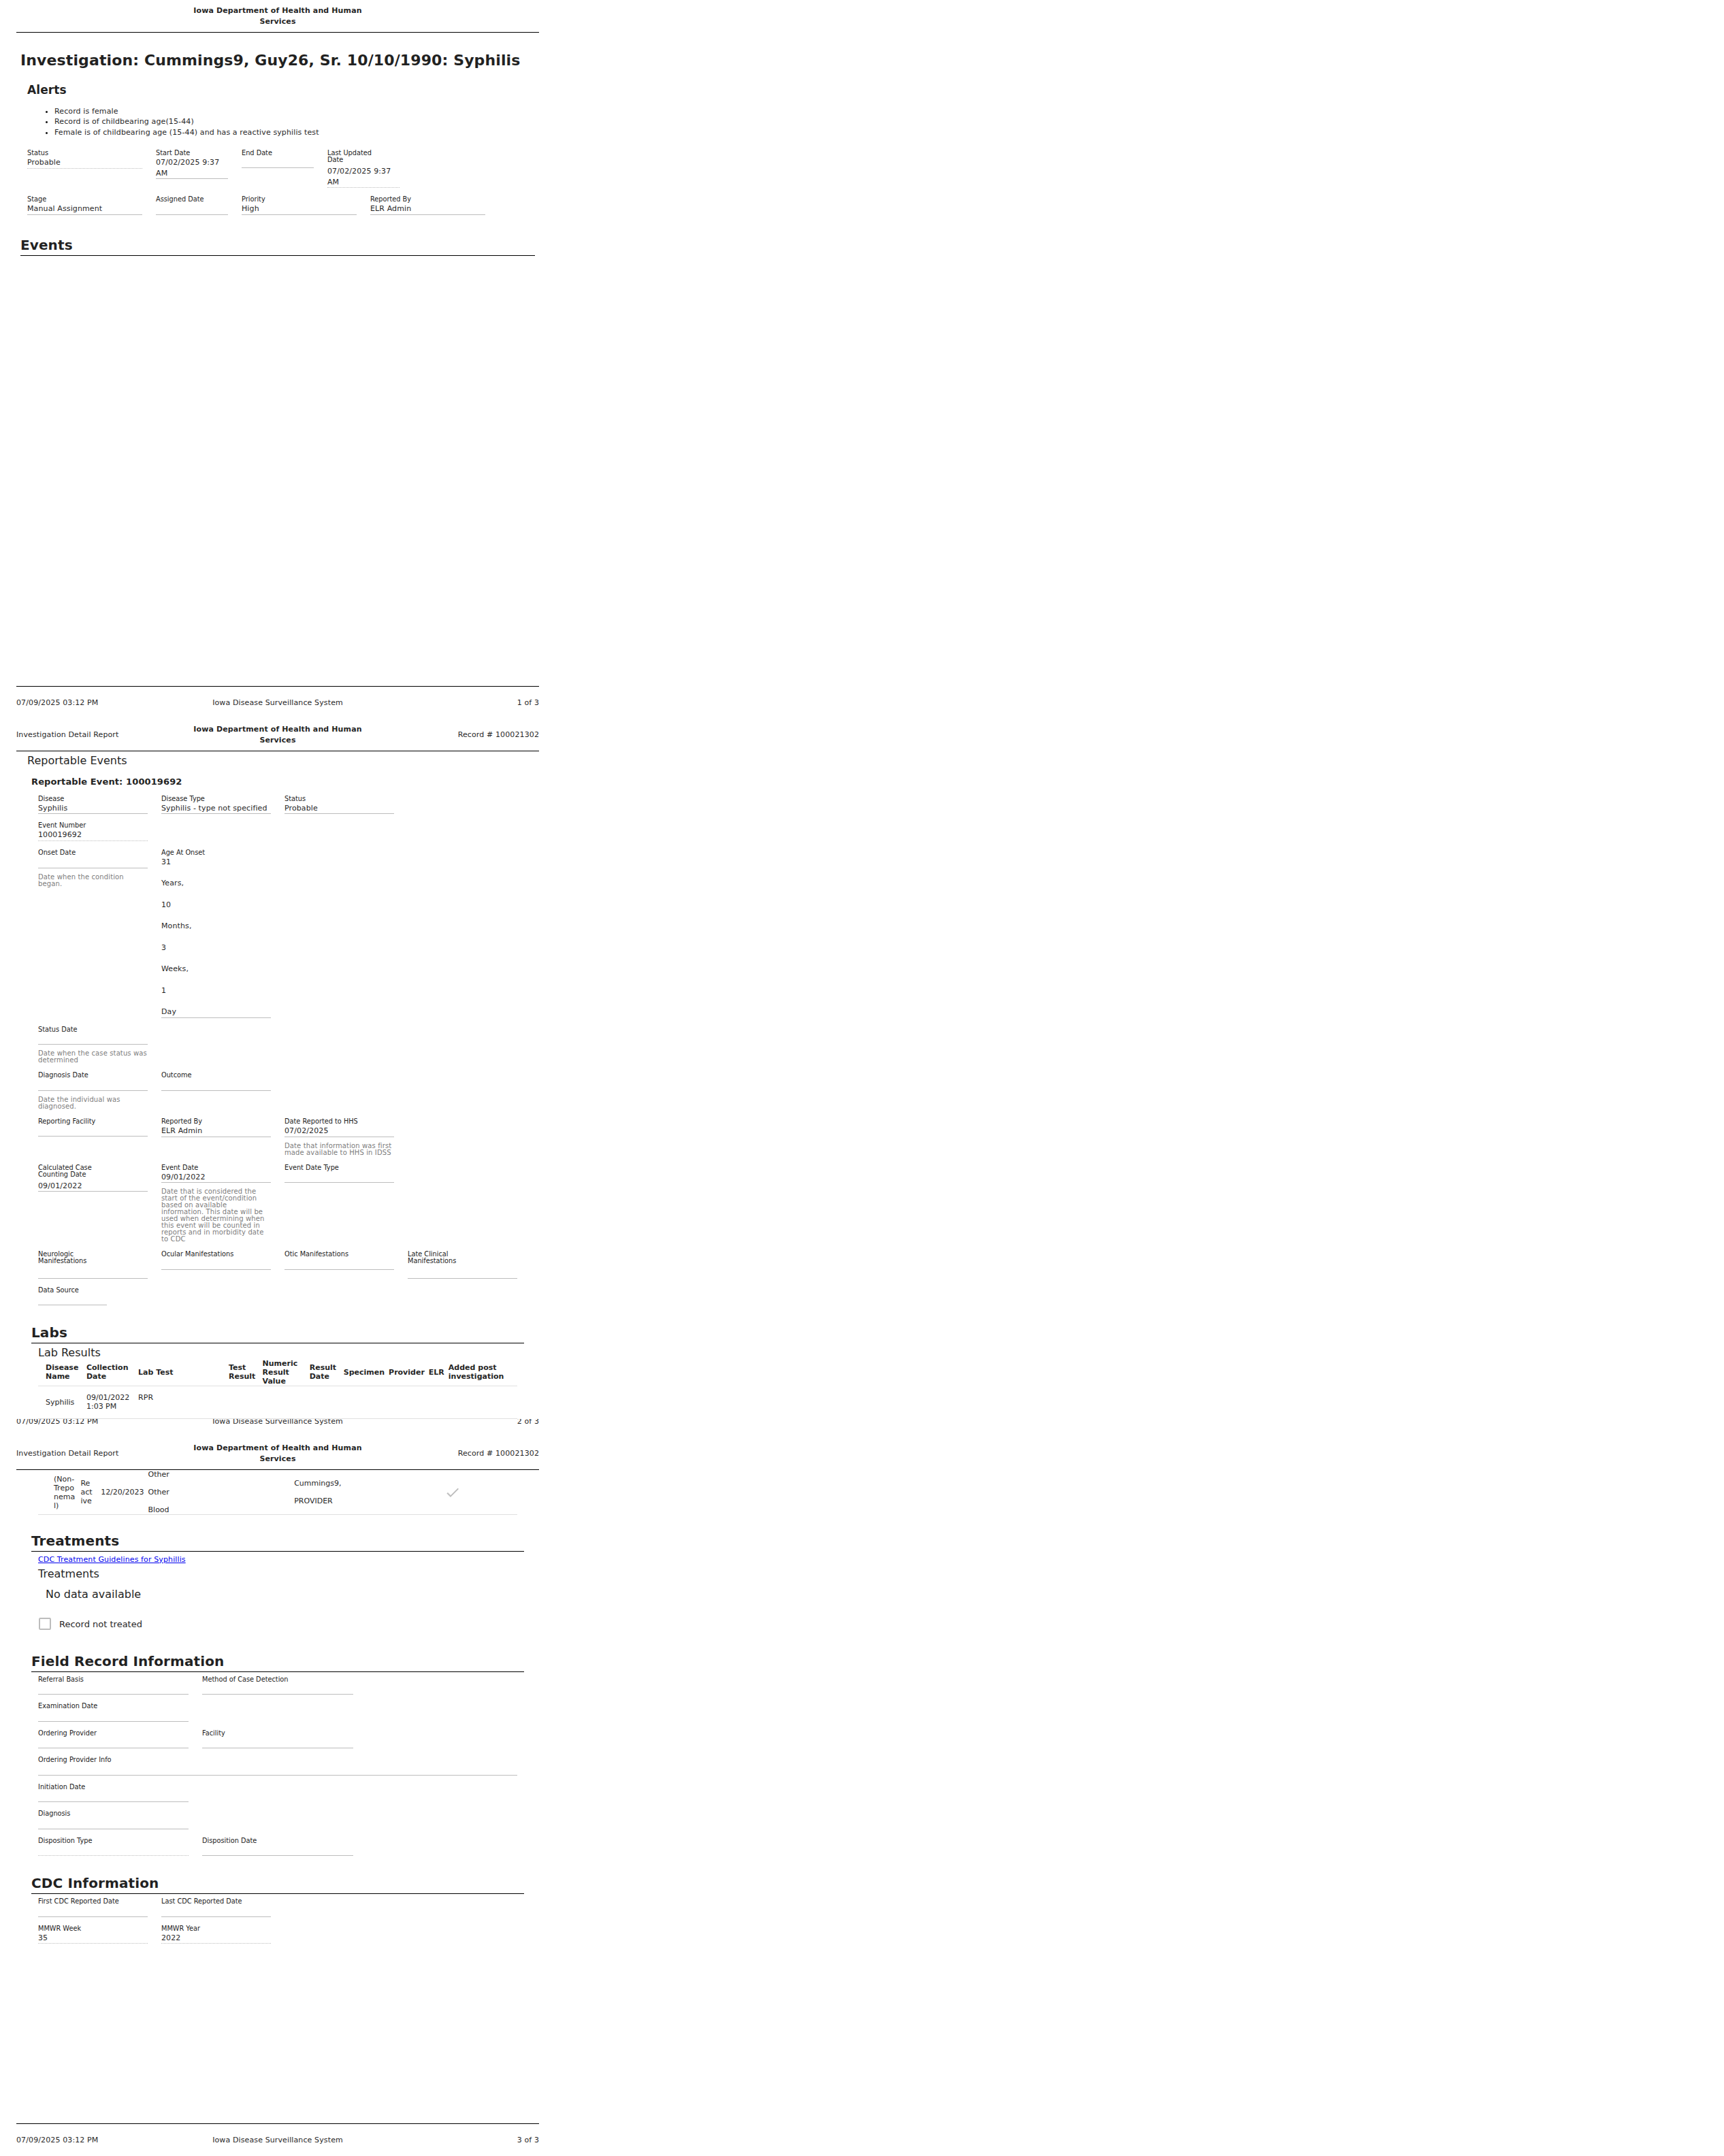 Iowa Department of Health and Human
Services
Investigation: Cummings9, Guy26, Sr. 10/10/1990: Syphilis
Alerts
• Record is female
• Record is of childbearing age(15-44)
• Female is of childbearing age (15-44) and has a reactive syphilis test
Status Start Date End Date Last Updated
Date
Probable 07/02/2025 9:37
AM
07/02/2025 9:37
AM
Stage Assigned Date Priority Reported By
Manual Assignment High ELR Admin
Events
07/09/2025 03:12 PM Iowa Disease Surveillance System 1 of 3
Investigation Detail Report Iowa Department of Health and Human
Services Record # 100021302
Reportable Events
Reportable Event: 100019692
Disease Disease Type Status
Syphilis Syphilis - type not specified Probable
Event Number
100019692
Onset Date Age At Onset
31
Date when the condition
began.
Years,
10
Months,
3
Weeks,
1
Day
Status Date
Date when the case status was
determined
Diagnosis Date Outcome
Date the individual was
diagnosed.
Reporting Facility Reported By Date Reported to HHS
ELR Admin 07/02/2025
Date that information was first
made available to HHS in IDSS
Calculated Case
Counting Date
09/01/2022
Event Date Event Date Type
09/01/2022
Date that is considered the
start of the event/condition
based on available
information. This date will be
used when determining when
this event will be counted in
reports and in morbidity date
to CDC
Neurologic
Manifestations
Ocular Manifestations Otic Manifestations Late Clinical
Manifestations
Data Source
Labs
Lab Results
Disease
Name
Collection
Date
Lab Test
Test
Result
Numeric
Result
Value
Result
Date
Specimen Provider ELR Added post
investigation
Syphilis 09/01/2022
1:03 PM
RPR
07/09/2025 03:12 PM Iowa Disease Surveillance System 2 of 3
Investigation Detail Report Iowa Department of Health and Human
Services Record # 100021302
(Non-
Trepo
nema
l)
Re
act
ive
12/20/2023
Other
Other
Blood
Cummings9,
PROVIDER
Treatments
CDC Treatment Guidelines for Syphillis
Treatments
No data available
Record not treated
Field Record Information
Referral Basis Method of Case Detection
Examination Date
Ordering Provider Facility
Ordering Provider Info
Initiation Date
Diagnosis
Disposition Type Disposition Date
CDC Information
First CDC Reported Date Last CDC Reported Date
MMWR Week MMWR Year
35 2022
07/09/2025 03:12 PM Iowa Disease Surveillance System 3 of 3